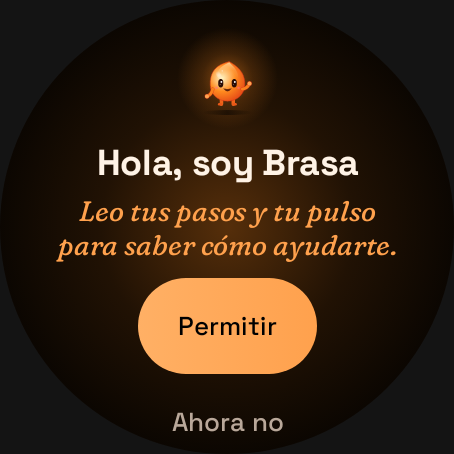 Hola, soy Brasa
Leo tus pasos y tu pulso
para saber cómo ayudarte.
Permitir
Ahora no